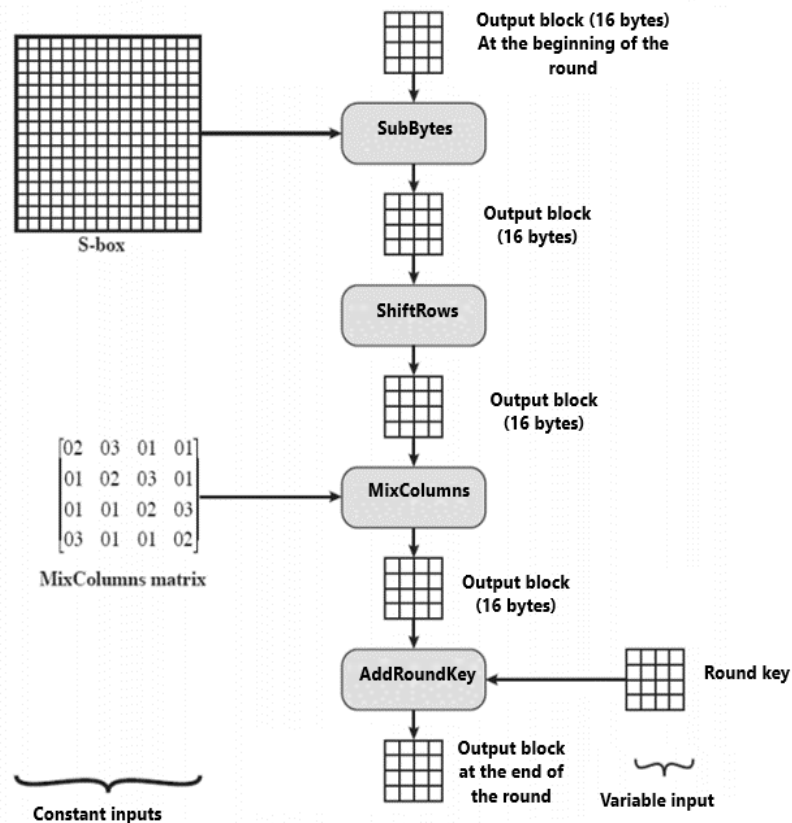 Output block (16 bytes)
At the beginning of the
round
SubBytes
S-box
Output block
(16 bytes)
ShiftRows
Output block
(16 bytes)
02 03 01 01
01 02 03 01
01 01 02 03
03 01 01 02
MixColumns
MixColumns matrix
Output block
(16 bytes)
AddRoundKey
Round key
Output block
at the end of
the round
Constant inputs
Variable input